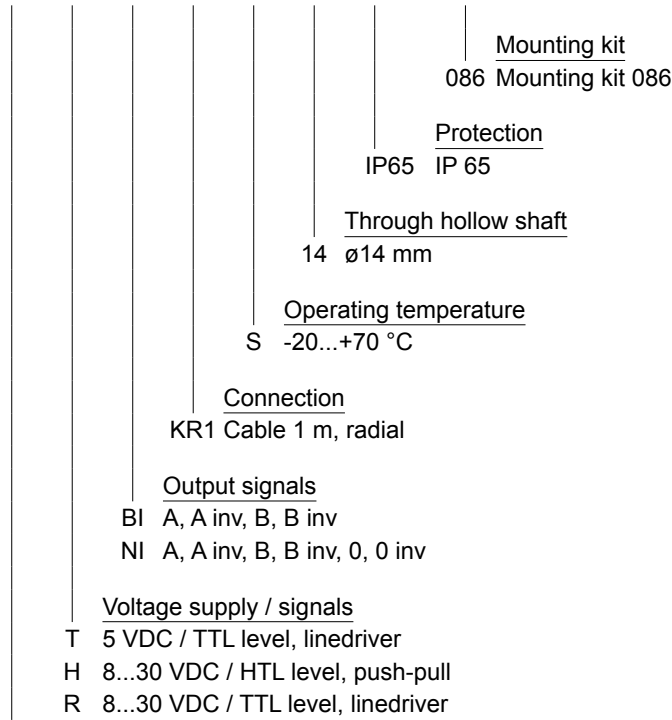 Mounting kit
086 Mounting kit 086
Protection
IP65 IP 65
Through hollow shaft
14 ø14 mm
Operating temperature
S -20...+70 °C
Connection
KR1 Cable 1 m, radial
Output signals
BI A, A inv, B, B inv
NI A, A inv, B, B inv, 0, 0 inv
Voltage supply / signals
T 5 VDC / TTL level, linedriver
H 8...30 VDC / HTL level, push-pull
R 8...30 VDC / TTL level, linedriver